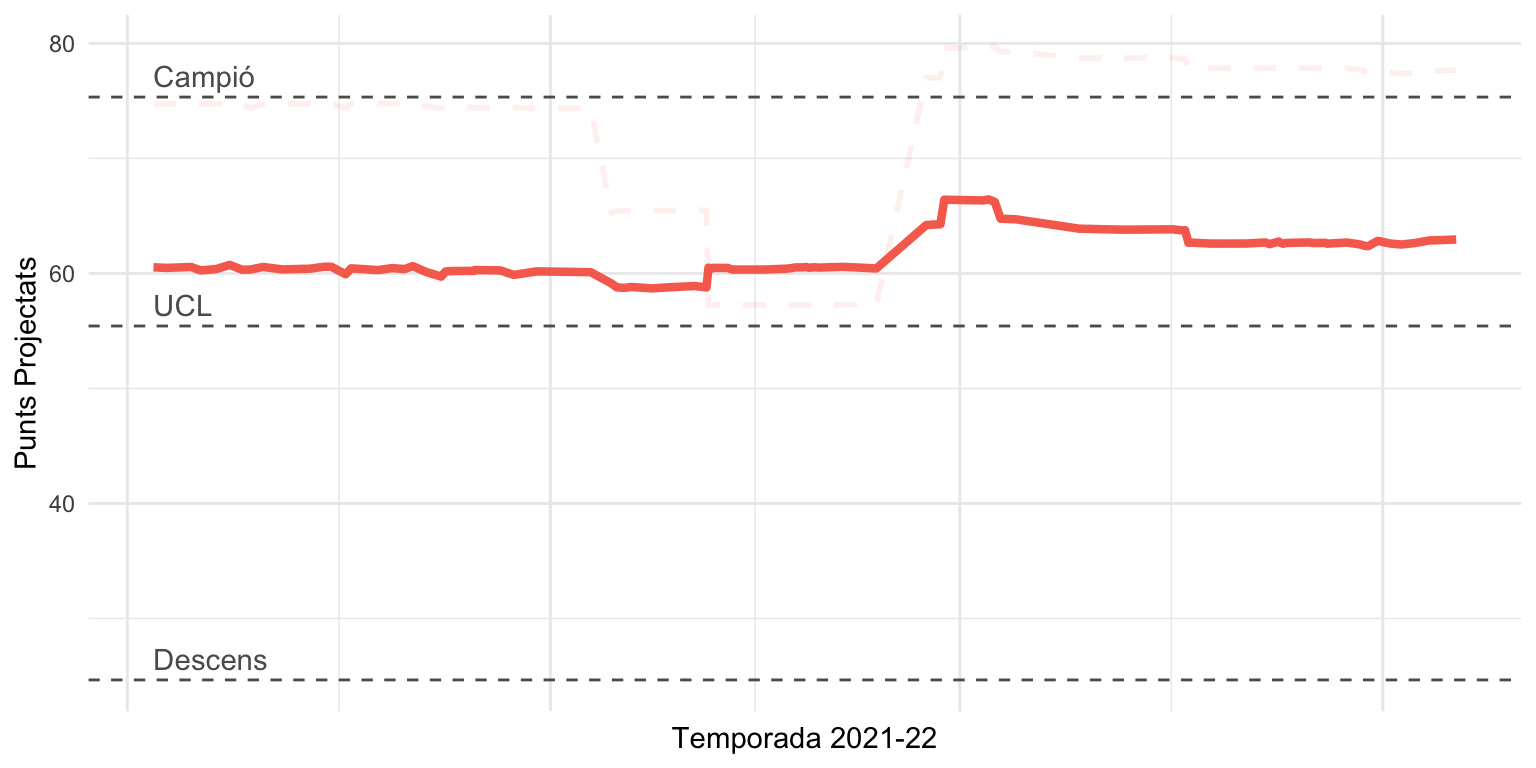 80
Campió
60
UCL
Punts Projectats
40
Descens
Temporada 2021-22